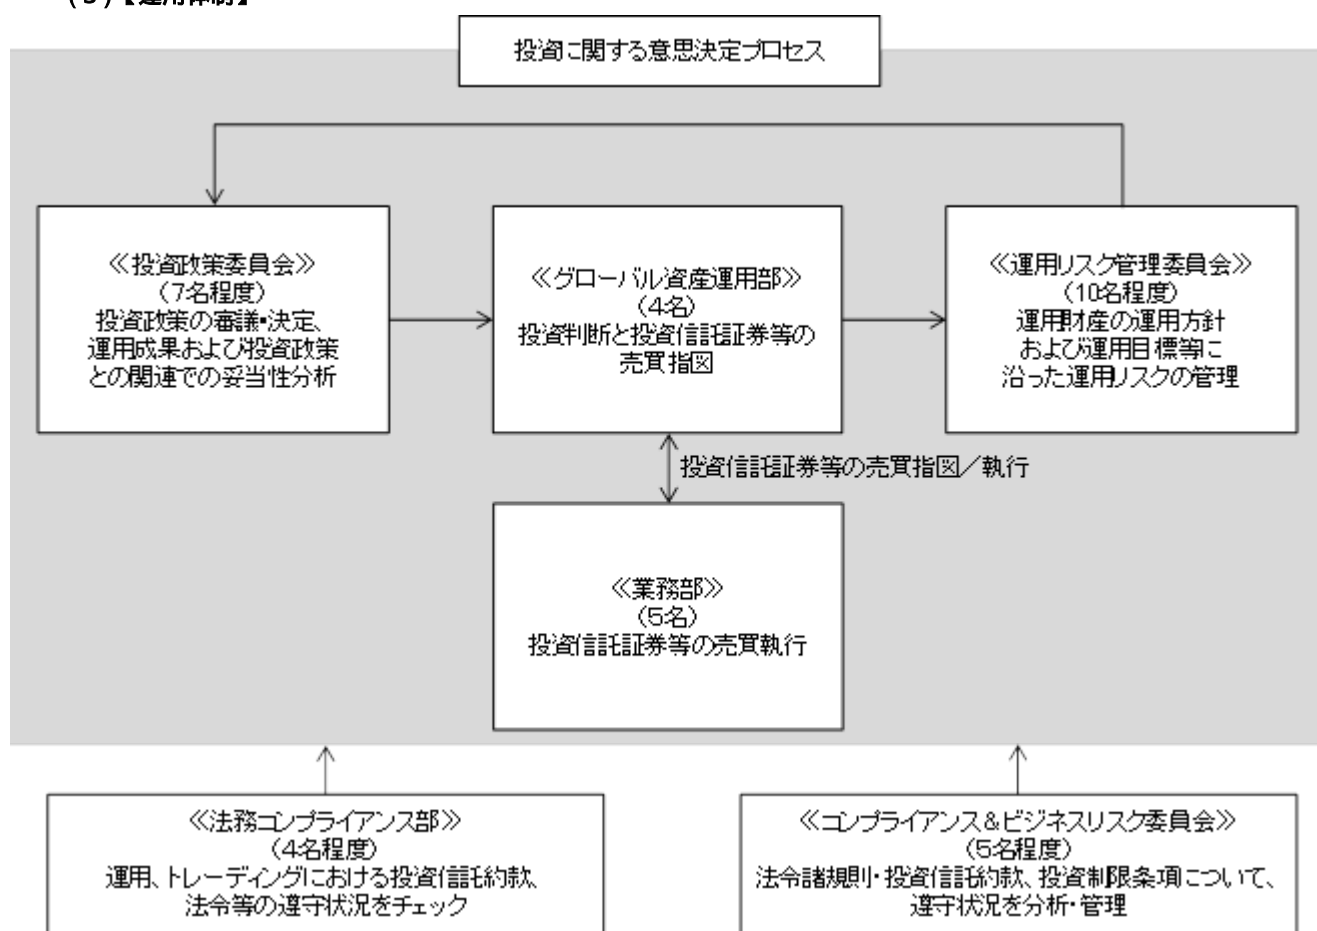 【運用体制】
投資に関する意思決定プロセス
≪投資政策委員会≫
(7名程度)
投資政策の審議・決定、
運用成果および投資政策
との関連での妥当性分析
≪グローバル資産運用部≫
(4名)
投資判断と投資信託証券等の
売買指図
≪運用リスク管理委員会≫
(10名程度)
運用財産の運用方針
および運用目標等に
沿った運用リスクの管理
投資信託証券等の売買指図／執行
≪業務部≫
(5名)
投資信託証券等の売買執行
≪法務コンプライアンス部≫
(4名程度)
運用、トレーディングにおける投資信託約款、
法令等の遵守状況をチェック
≪コンプライアンス＆ビジネスリスク委員会≫
(5名程度)
法令諸規則・投資信託約款、投資制限条項について、
遵守状況を分析・管理